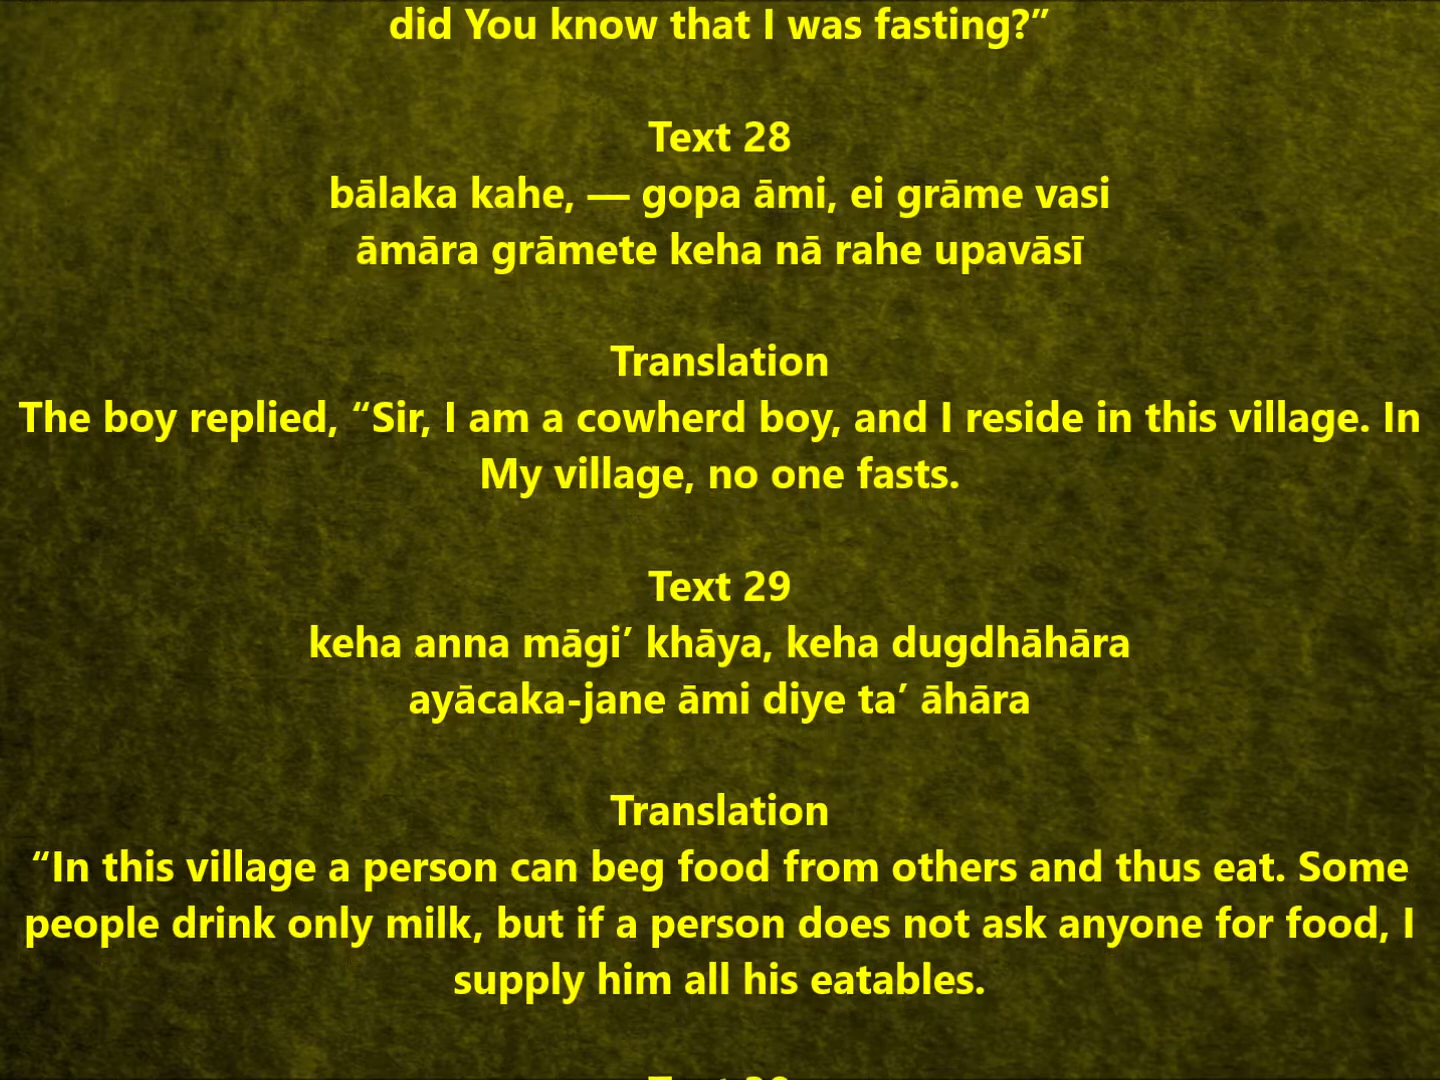 did You know that I was fasting?”
Text 28
bālaka kahe, — gopa āmi, ei grāme vasi
āmāra grāmete keha nā rahe upavāsī
Translation
The boy replied, “Sir, I am a cowherd boy, and I reside in this village. In
My village, no one fasts.
Text 29
keha anna māgi’ khāya, keha dugdhāhāra
ayācaka-jane āmi diye ta’ āhāra
Translation
“In this village a person can beg food from others and thus eat. Some
people drink only milk, but if a person does not ask anyone for food, I
supply him all his eatables.